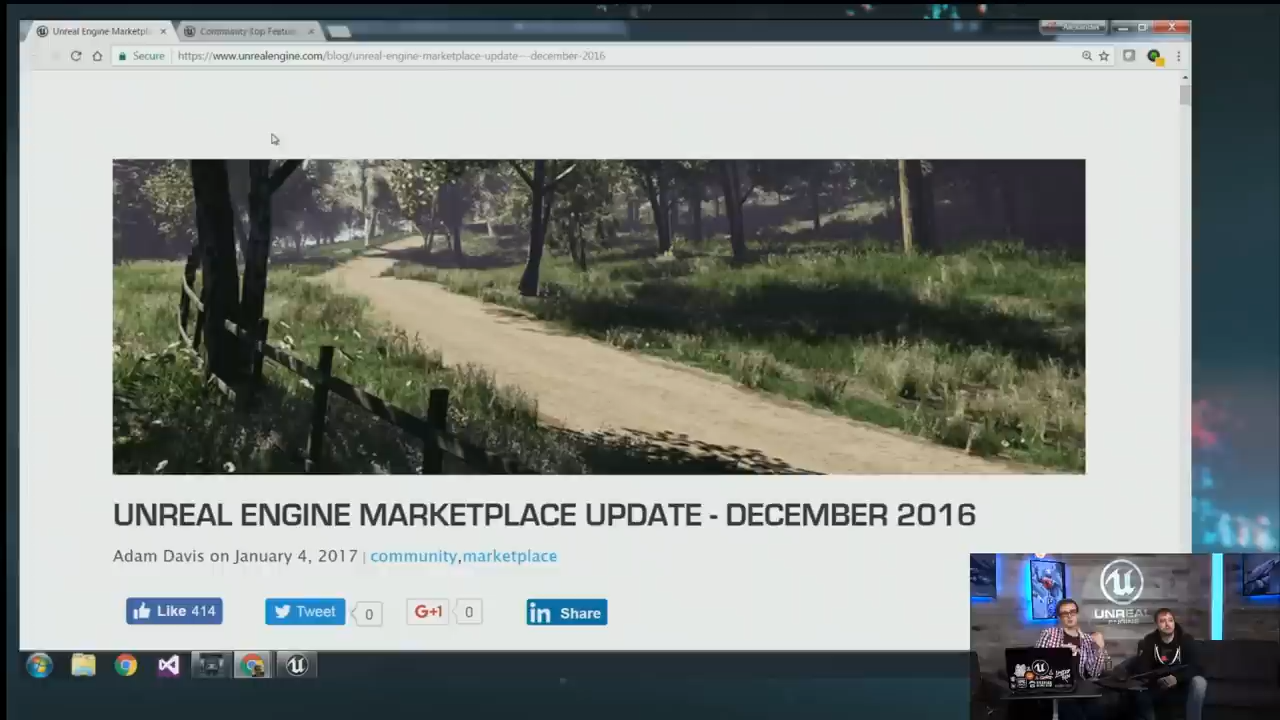 Unreal Engine Marketpl
Community Top Featur
Secure
https://www.unrealengine.com/blog/unreal-engine-marketplace-update---december-2016
UNREAL ENGINE MARKETPLACE UPDATE - DECEMBER 2016
Adam Davis on January 4, 2017 | community,marketplace
Like 414
Tweet
0
G+1
0
in Share
UNREAL